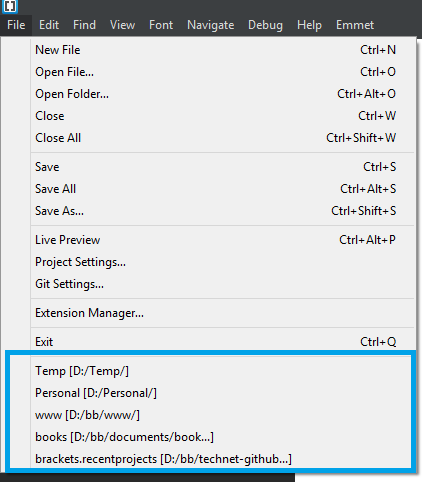 File Edit Find View Font Navigate Debug Help Emmet
New File Ctrl+N
Open File... Ctrl+O
Open Folder... Ctrl+Alt+O
Close Ctrl+W
Close All Ctrl+Shift+W
Save Ctrl+S
Save All Ctrl+Alt+S
Save As... Ctrl+Shift+S
Live Preview Ctrl+Alt+P
Project Settings...
Git Settings...
Extension Manager...
Exit Ctrl+Q
Temp [D:/Temp/]
Personal [D:/Personal/]
www [D:/bb/www/]
books [D:/bb/documents/book...]
brackets.recentprojects [D:/bb/technet-github...]